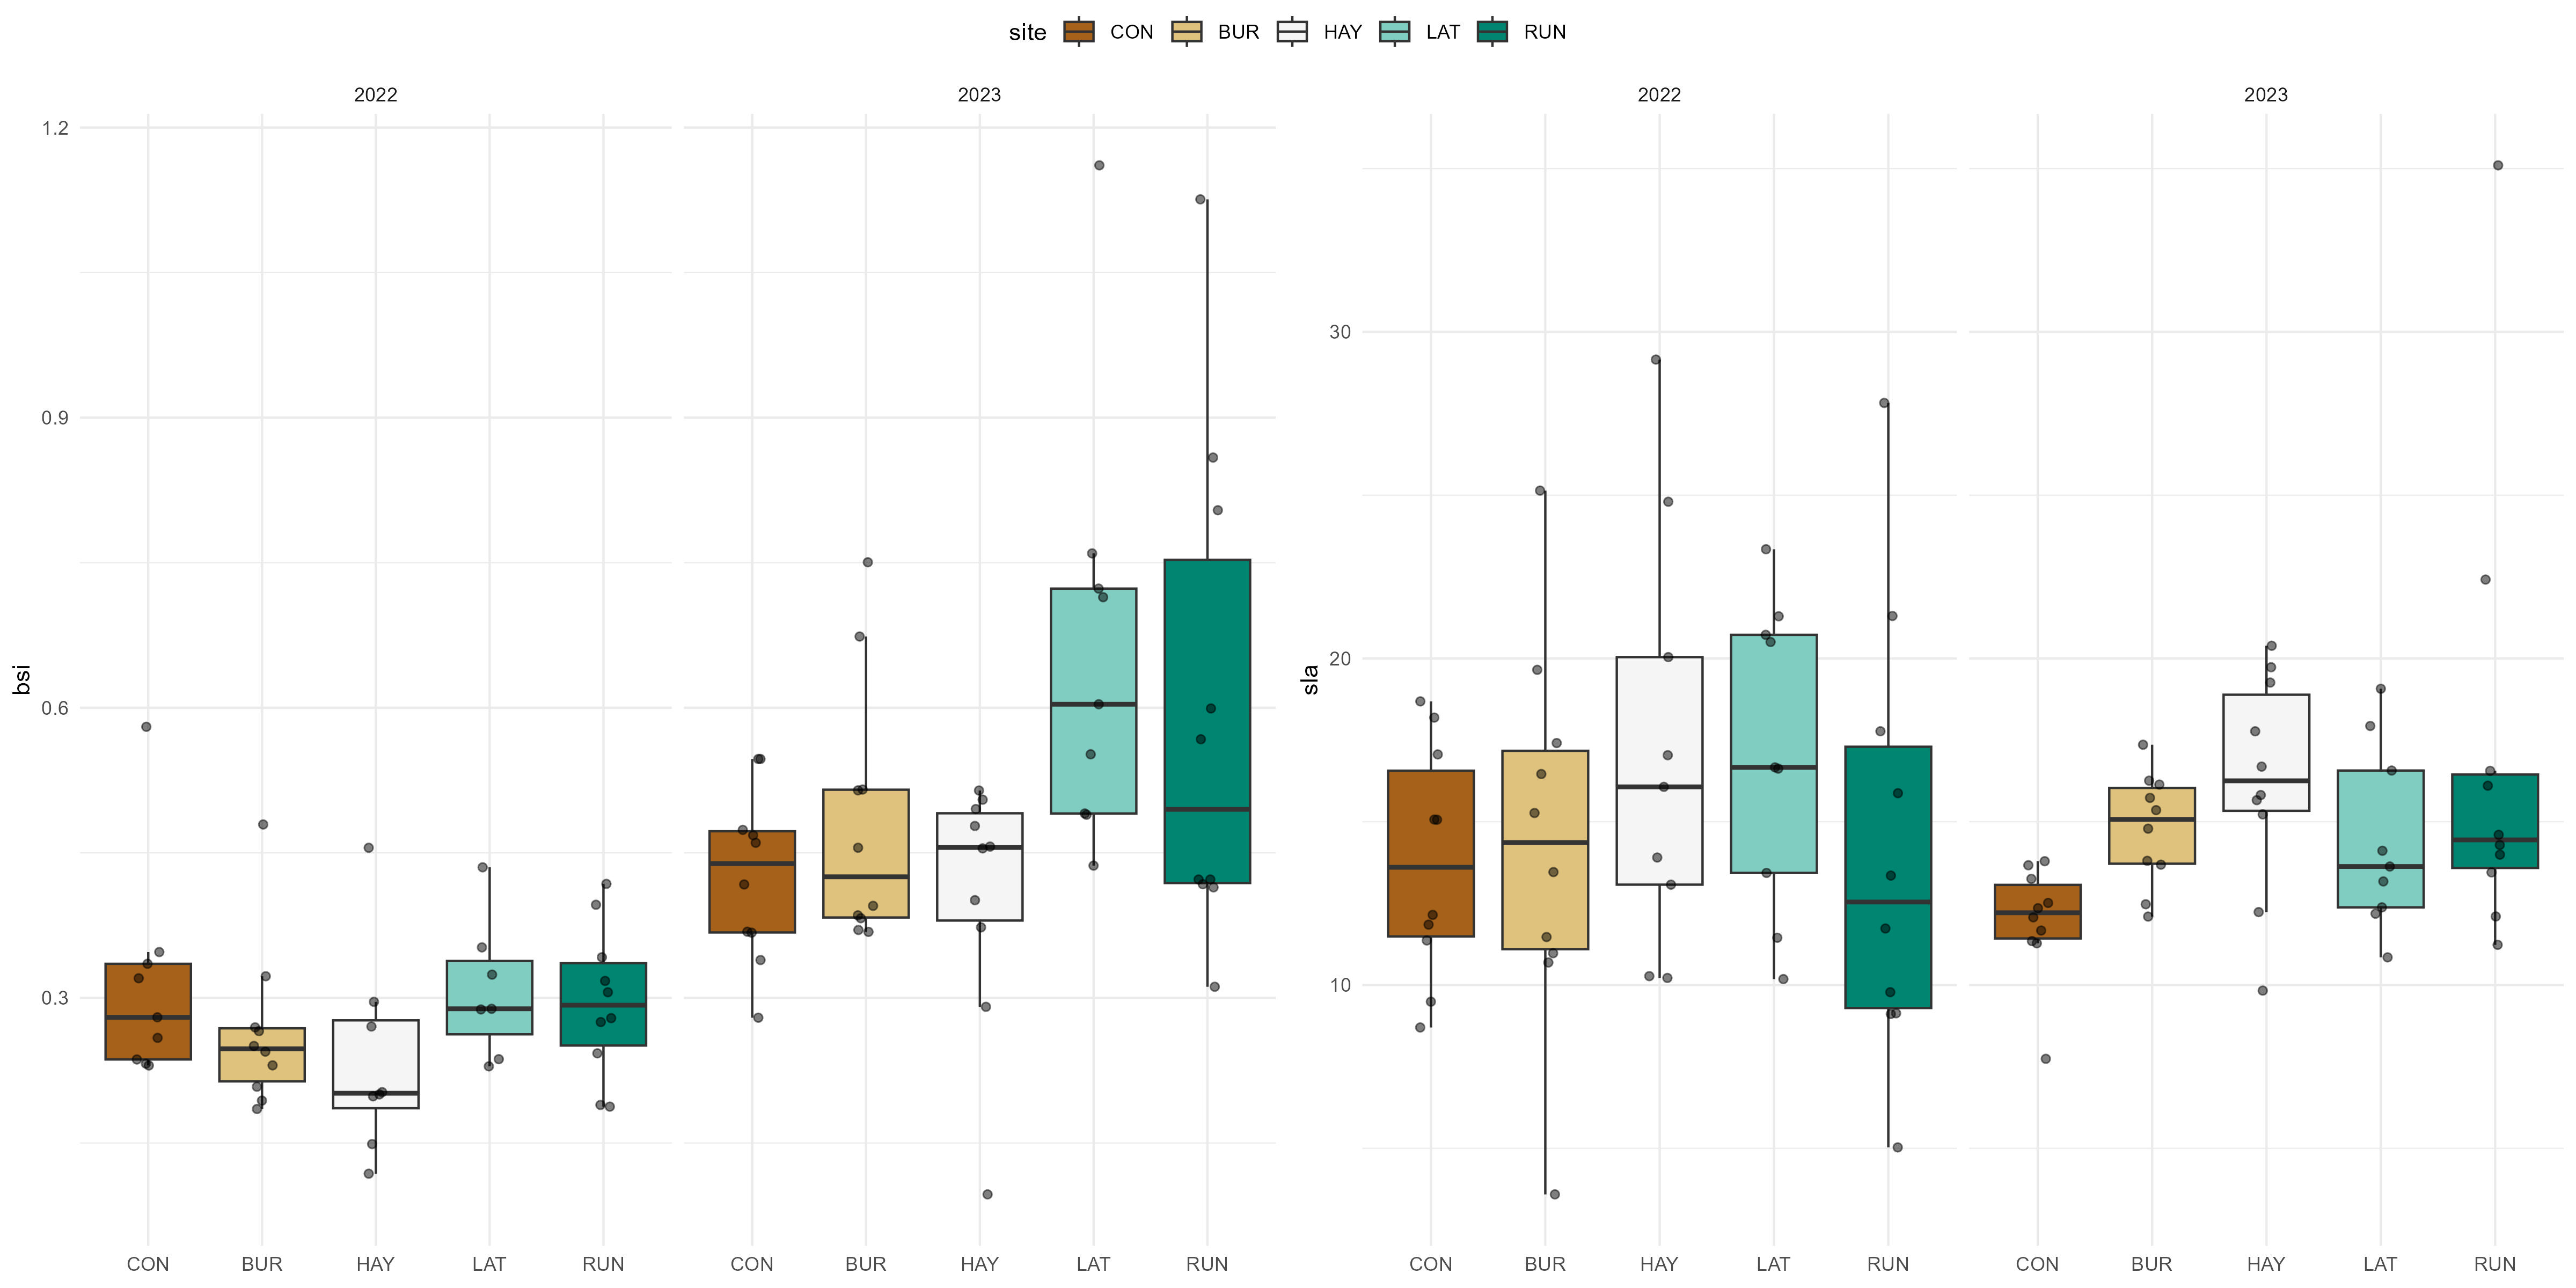 site CON BUR HAY LAT RUN
2022 2023 2022 2023
1.2
0.9
0.6
0.3
bsi
30
20
10
sla
CON BUR HAY LAT RUN CON BUR HAY LAT RUN CON BUR HAY LAT RUN CON BUR HAY LAT RUN